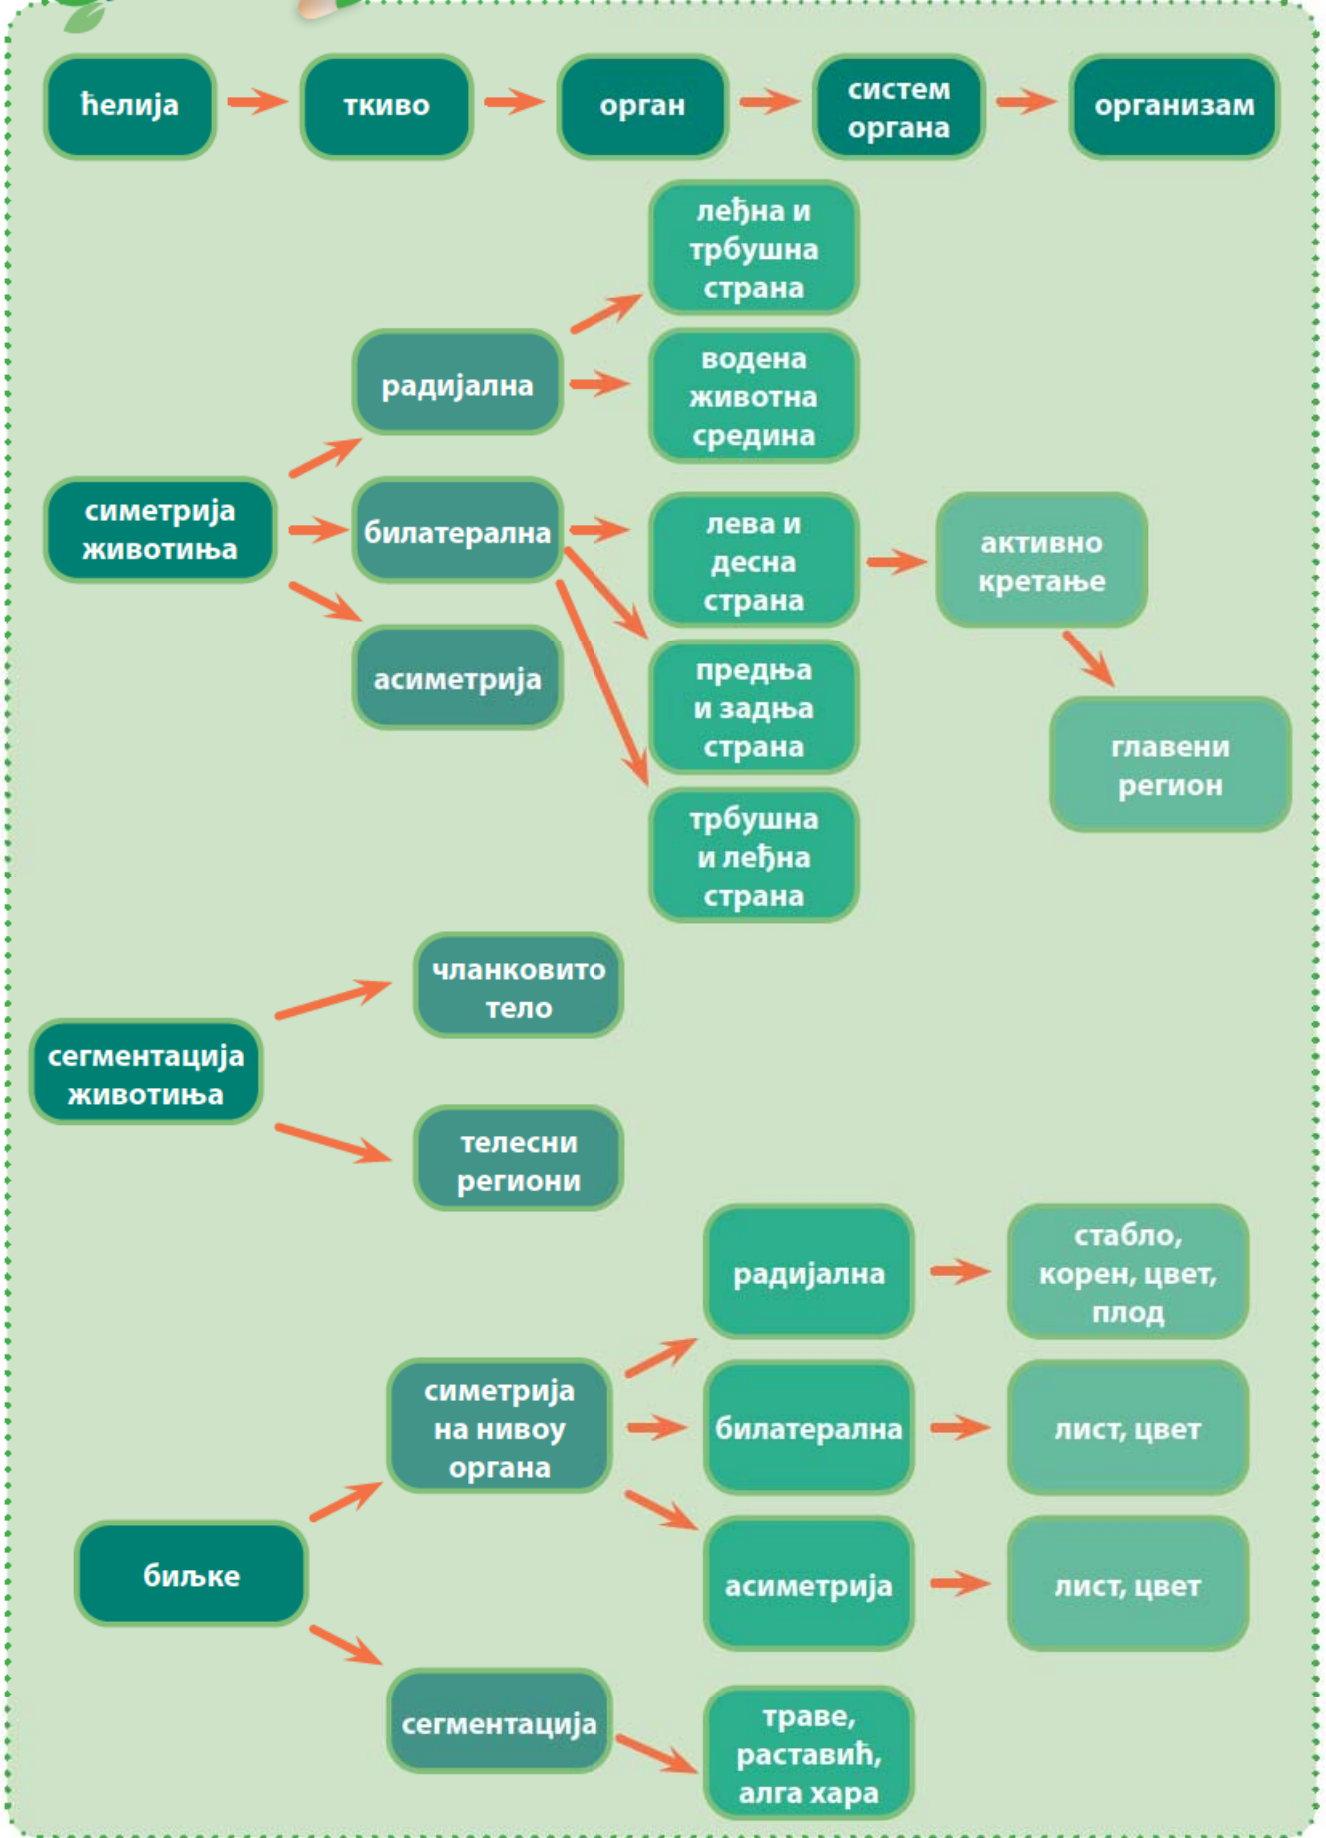 ћелија
ткиво
орган
систем
органа
организам
леђна и
трбушна
страна
радијална
водена
животна
средина
симетрија
животиња
билатерална
лева и
десна
страна
активно
кретање
асиметрија
предња
и задња
страна
главени
регион
трбушна
и леђна
страна
чланковито
тело
сегментација
животиња
телесни
региони
радијална
стабло,
корен, цвет,
плод
симетрија
на нивоу
органа
билатерална
лист, цвет
биљке
асиметрија
лист, цвет
сегментација
траве,
раставић,
алга хара